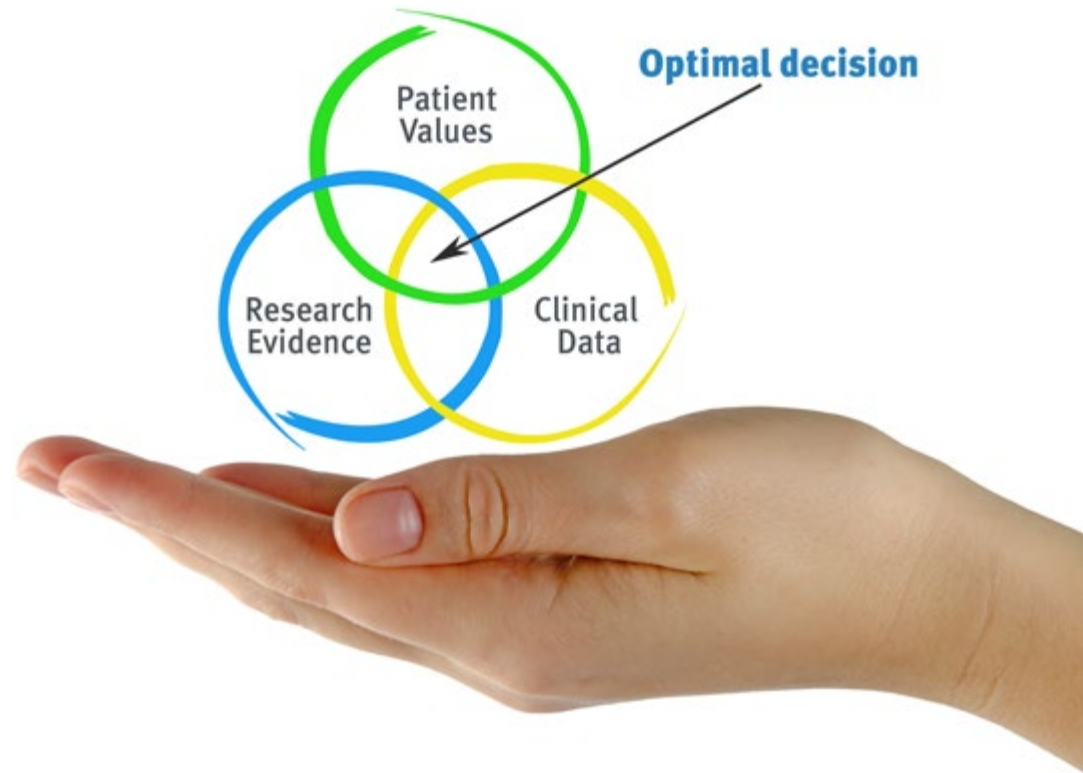 Optimal decision
Patient
Values
Research
Evidence
Clinical
Data